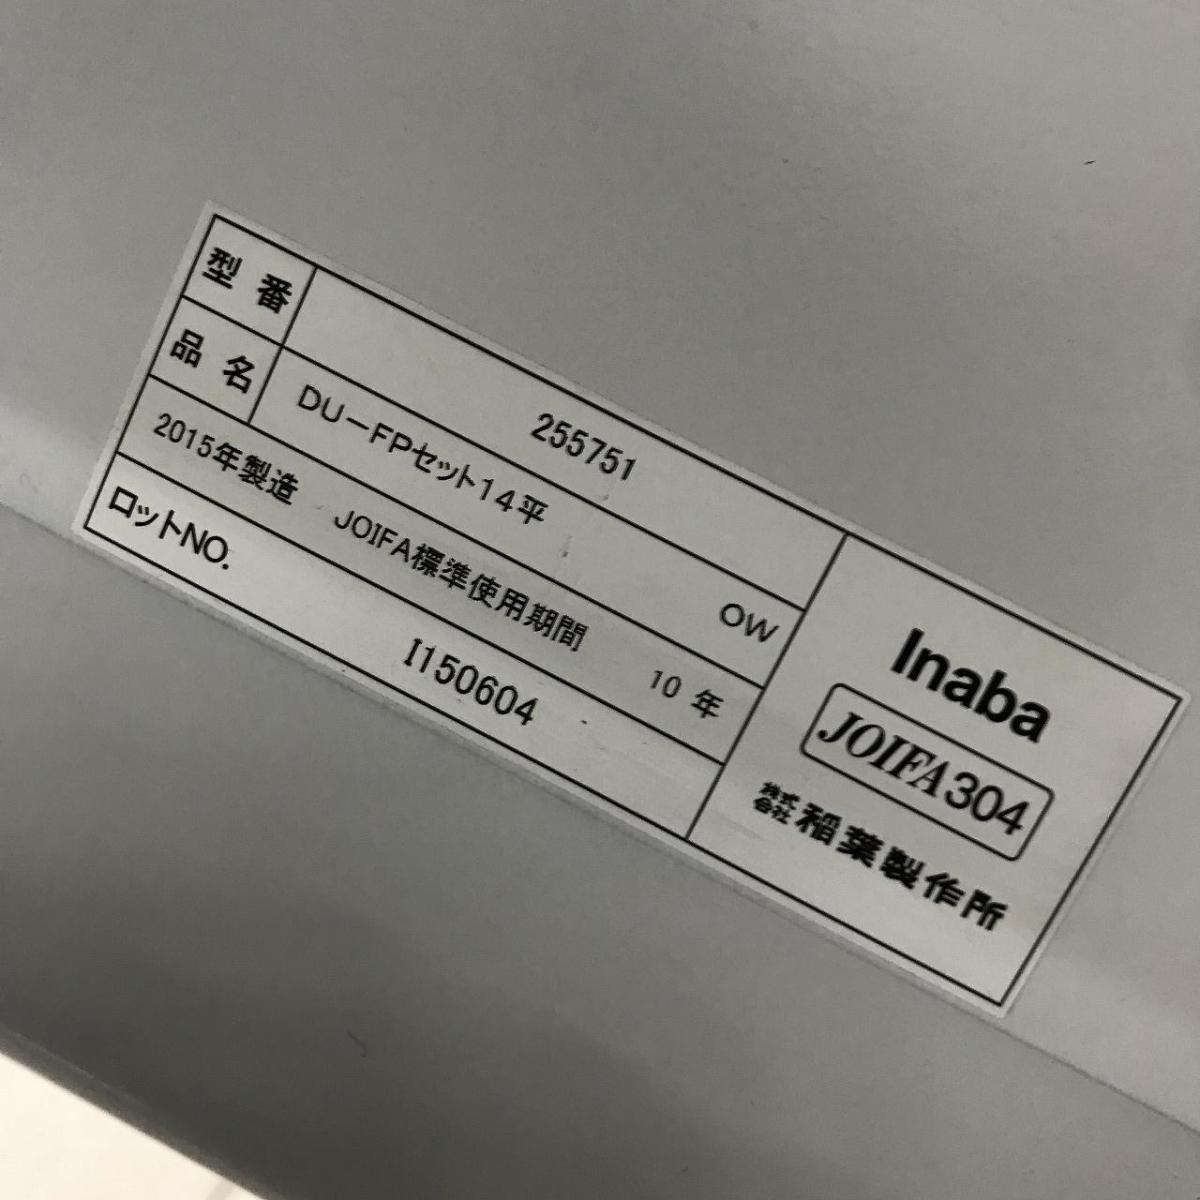 型番 255751
品名 DU-FPセット14平 OW
2015年製造 JOIFA標準使用期間 10年
ロットNO. I150604
Inaba
JOIFA304
株式会社 稲葉製作所